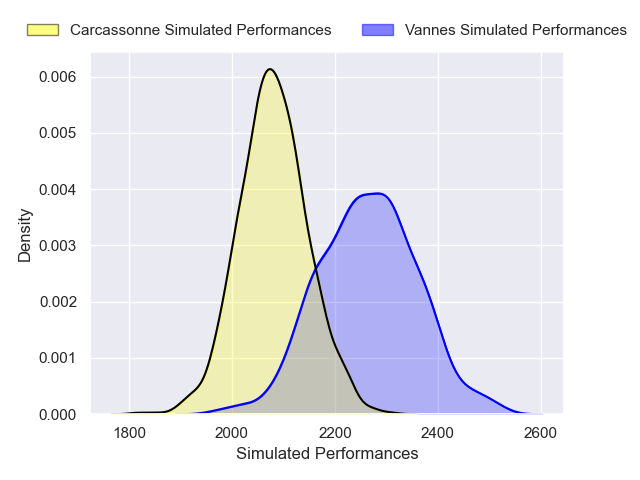 Carcassonne Simulated Performances Vannes Simulated Performances
0.006
0.005
0.004
0.003
0.002
0.001
0.000
Density
1800 2000 2200 2400 2600
Simulated Performances